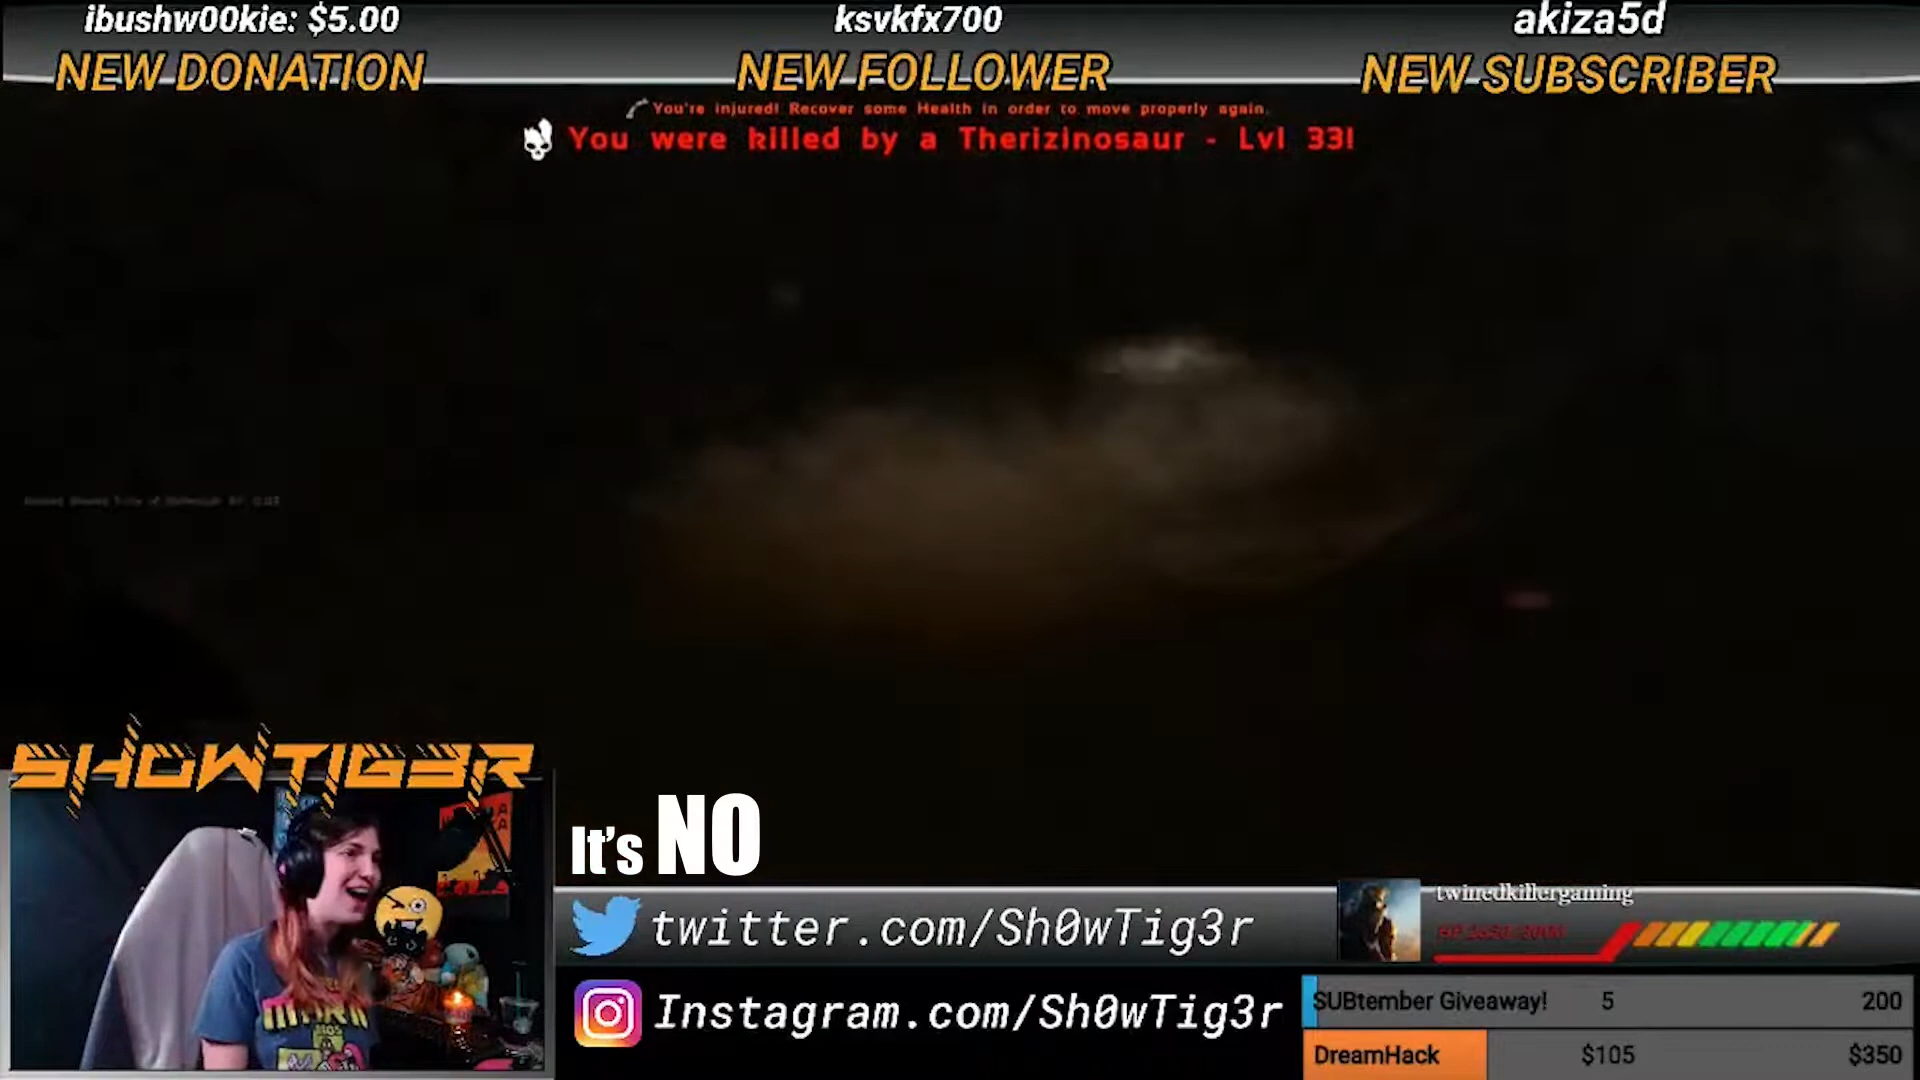 ibushw00kie: $5.00
NEW DONATION
ksvkfx700
NEW FOLLOWER
akiza5d
NEW SUBSCRIBER
You're injured! Recover some Health in order to move properly again.
You were killed by a Therizinosaur - Lvl 33!
SHOWTIG3R
It's NO
twitter.com/Sh0wTig3r
Instagram.com/Sh0wTig3r
twinedkillergaming
SUBtember Giveaway! 5 200
DreamHack $105 $350